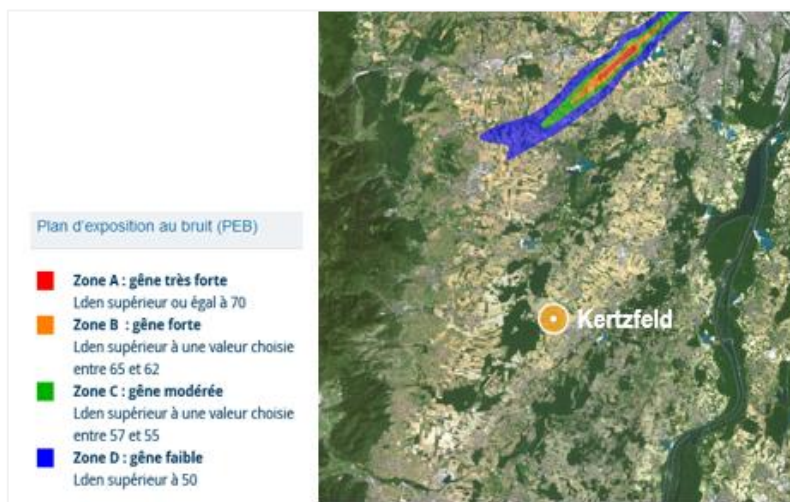 Plan d'exposition au bruit (PEB)
Zone A : gêne très forte
Lden supérieur ou égal à 70
Zone B : gêne forte
Lden supérieur à une valeur choisie
entre 65 et 62
Zone C : gêne modérée
Lden supérieur à une valeur choisie
entre 57 et 55
Zone D : gêne faible
Lden supérieur à 50
Kertzfeld